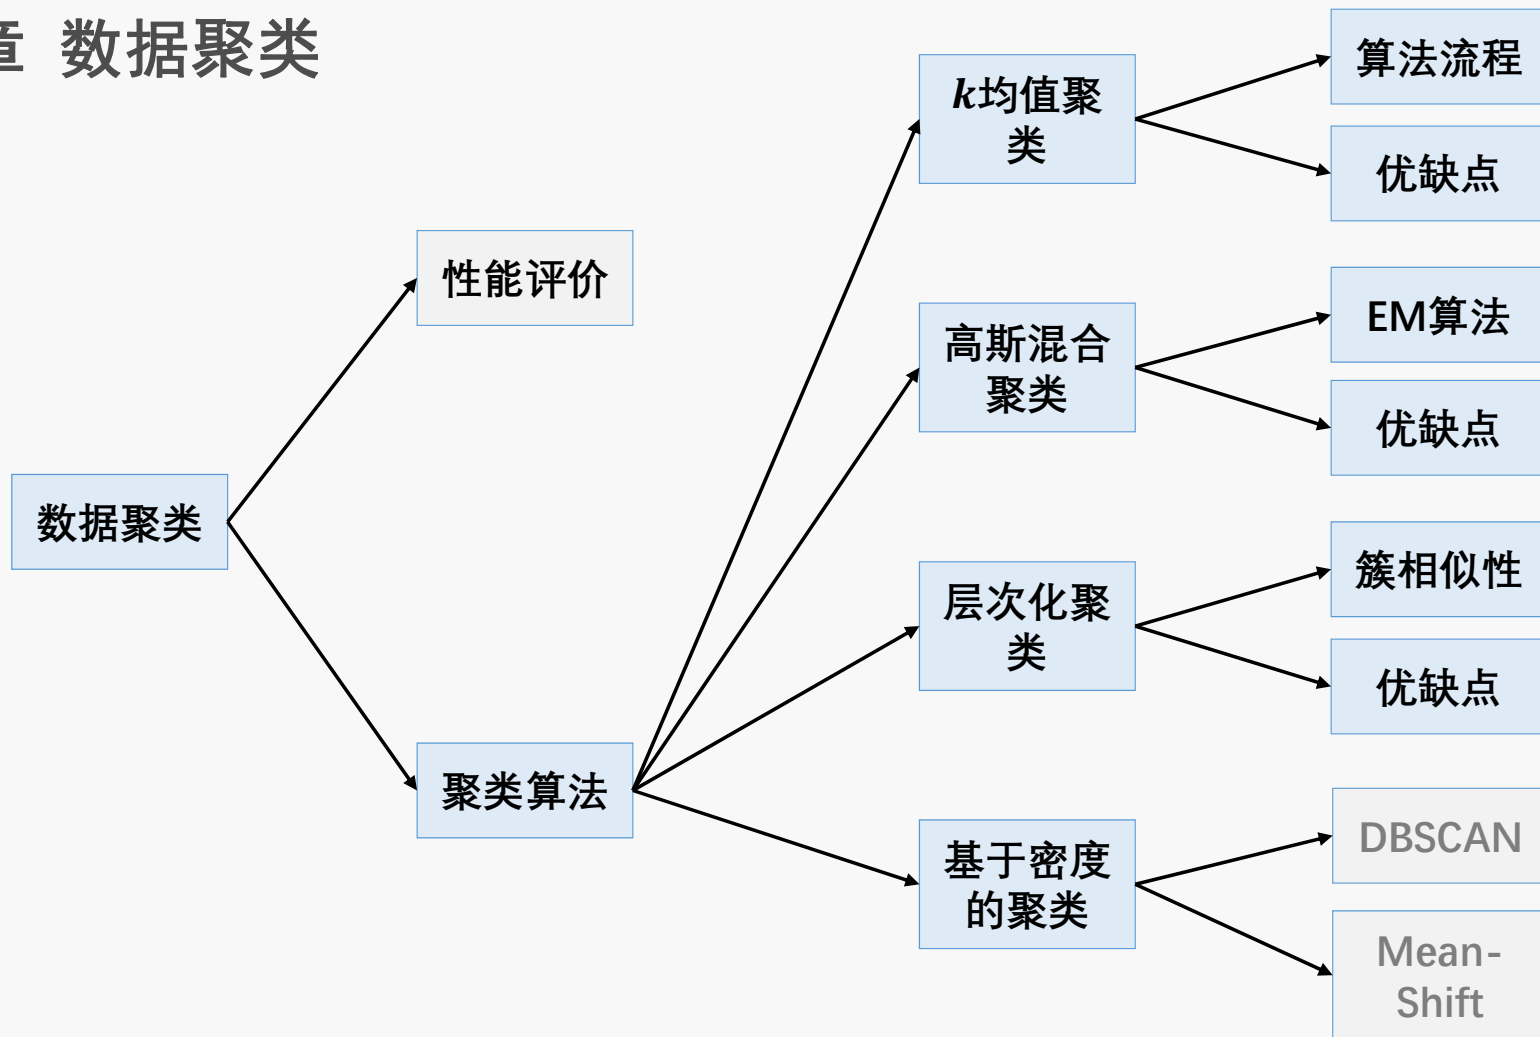 章 数据聚类
数据聚类
性能评价
聚类算法
k均值聚
类
算法流程
优缺点
高斯混合
聚类
EM算法
优缺点
层次化聚
类
簇相似性
优缺点
基于密度
的聚类
DBSCAN
Mean-
Shift